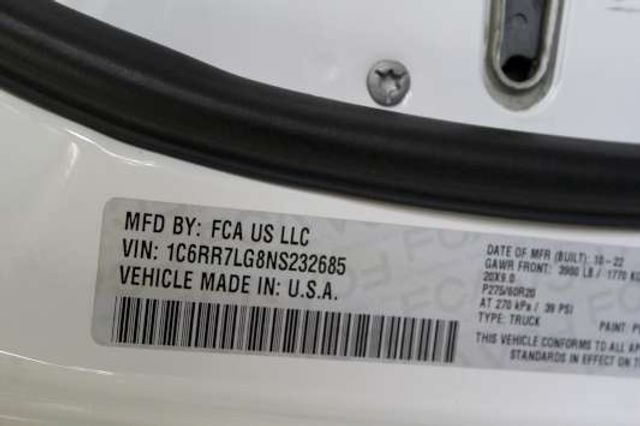 MFD BY: FCA US LLC
VIN: 1C6RR7LG8NS232685
VEHICLE MADE IN U.S.A.
DATE OF MFR (BUILT): 10-22
GAWR FRONT: 3900 LB / 1770 K
20X9.0
P275/60R20
AT 270 kPa / 39 PSI
TYPE: TRUCK
PAINT:
THIS VEHICLE CONFORMS TO ALL AP
STANDARDS IN EFFECT ON T